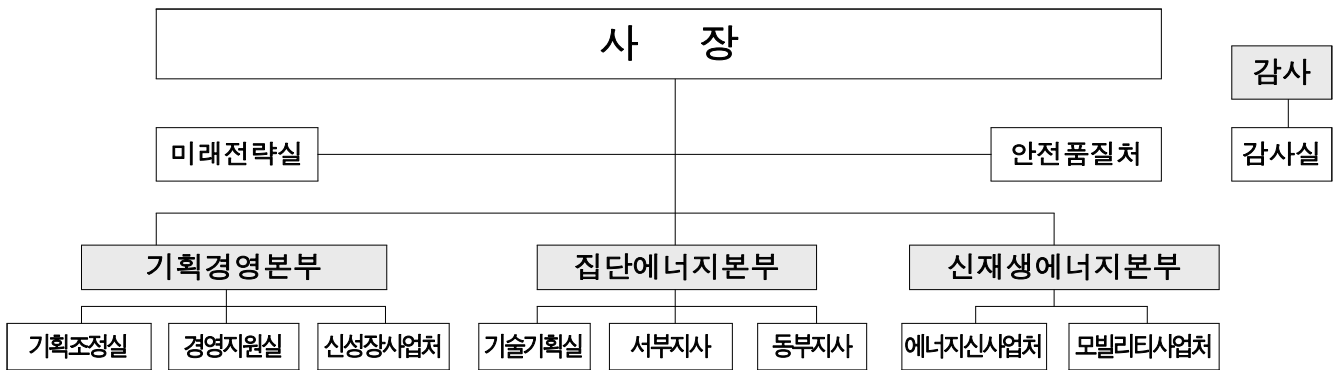 사 장
감사
미래전략실
안전품질처
감사실
기획경영본부
집단에너지본부
신재생에너지본부
기획조정실
경영지원실
신성장사업처
기술기획실
서부지사
동부지사
에너지신사업처
모빌리티사업처